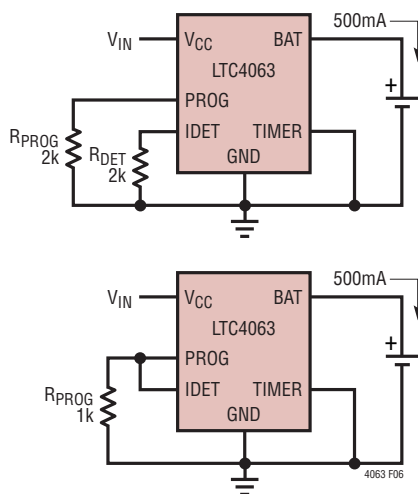 500mA
VIN VCC BAT
LTC4063
+
PROG
RPROG
2k
IDET TIMER
RDET
2k
GND
500mA
VIN VCC BAT
LTC4063
+
PROG
RPROG
1k
IDET TIMER
GND
4063 F06